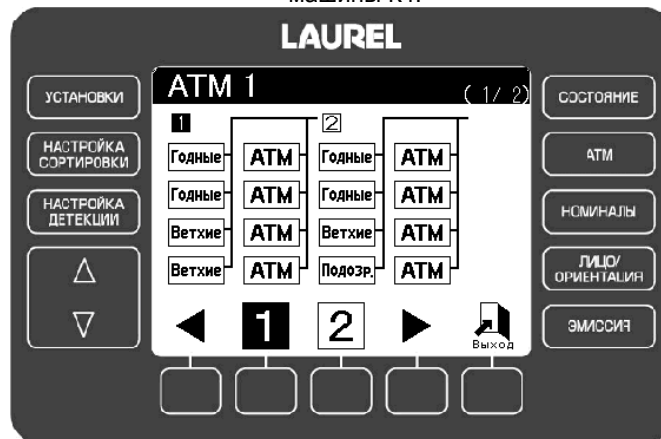 машины К4.
LAUREL
УСТАНОВКИ
НАСТРОЙКА
СОРТИРОВКИ
НАСТРОЙКА
ДЕТЕКЦИИ
ATM 1
( 1/ 2)
1 2
Годные ATM Годные ATM
Годные ATM Годные ATM
Ветхие ATM Ветхие ATM
Ветхие ATM Подозр. ATM
1 2
Выход
СОСТОЯНИЕ
ATM
НОМИНАЛЫ
ЛИЦО/
ОРИЕНТАЦИЯ
ЭМИССИЯ